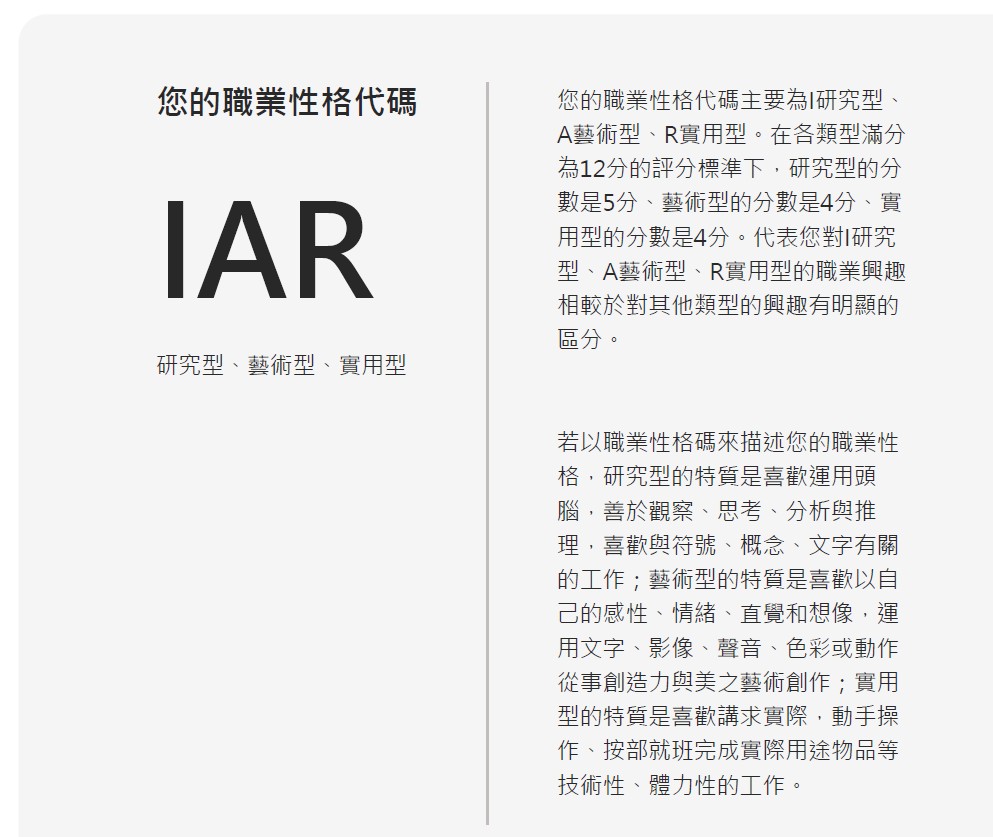 您的職業性格代碼
IAR
研究型、藝術型、實用型
您的職業性格代碼主要為I研究型、
A藝術型、R實用型。在各類型滿分
為12分的評分標準下，研究型的分
數是5分、藝術型的分數是4分、實
用型的分數是4分。代表您對I研究
型、A藝術型、R實用型的職業興趣
相較於對其他類型的興趣有明顯的
區分。
若以職業性格碼來描述您的職業性
格，研究型的特質是喜歡運用頭
腦，善於觀察、思考、分析與推
理，喜歡與符號、概念、文字有關
的工作；藝術型的特質是喜歡以自
己的感性、情緒、直覺和想像，運
用文字、影像、聲音、色彩或動作
從事創造力與美之藝術創作；實用
型的特質是喜歡講求實際，動手操
作、按部就班完成實際用途物品等
技術性、體力性的工作。